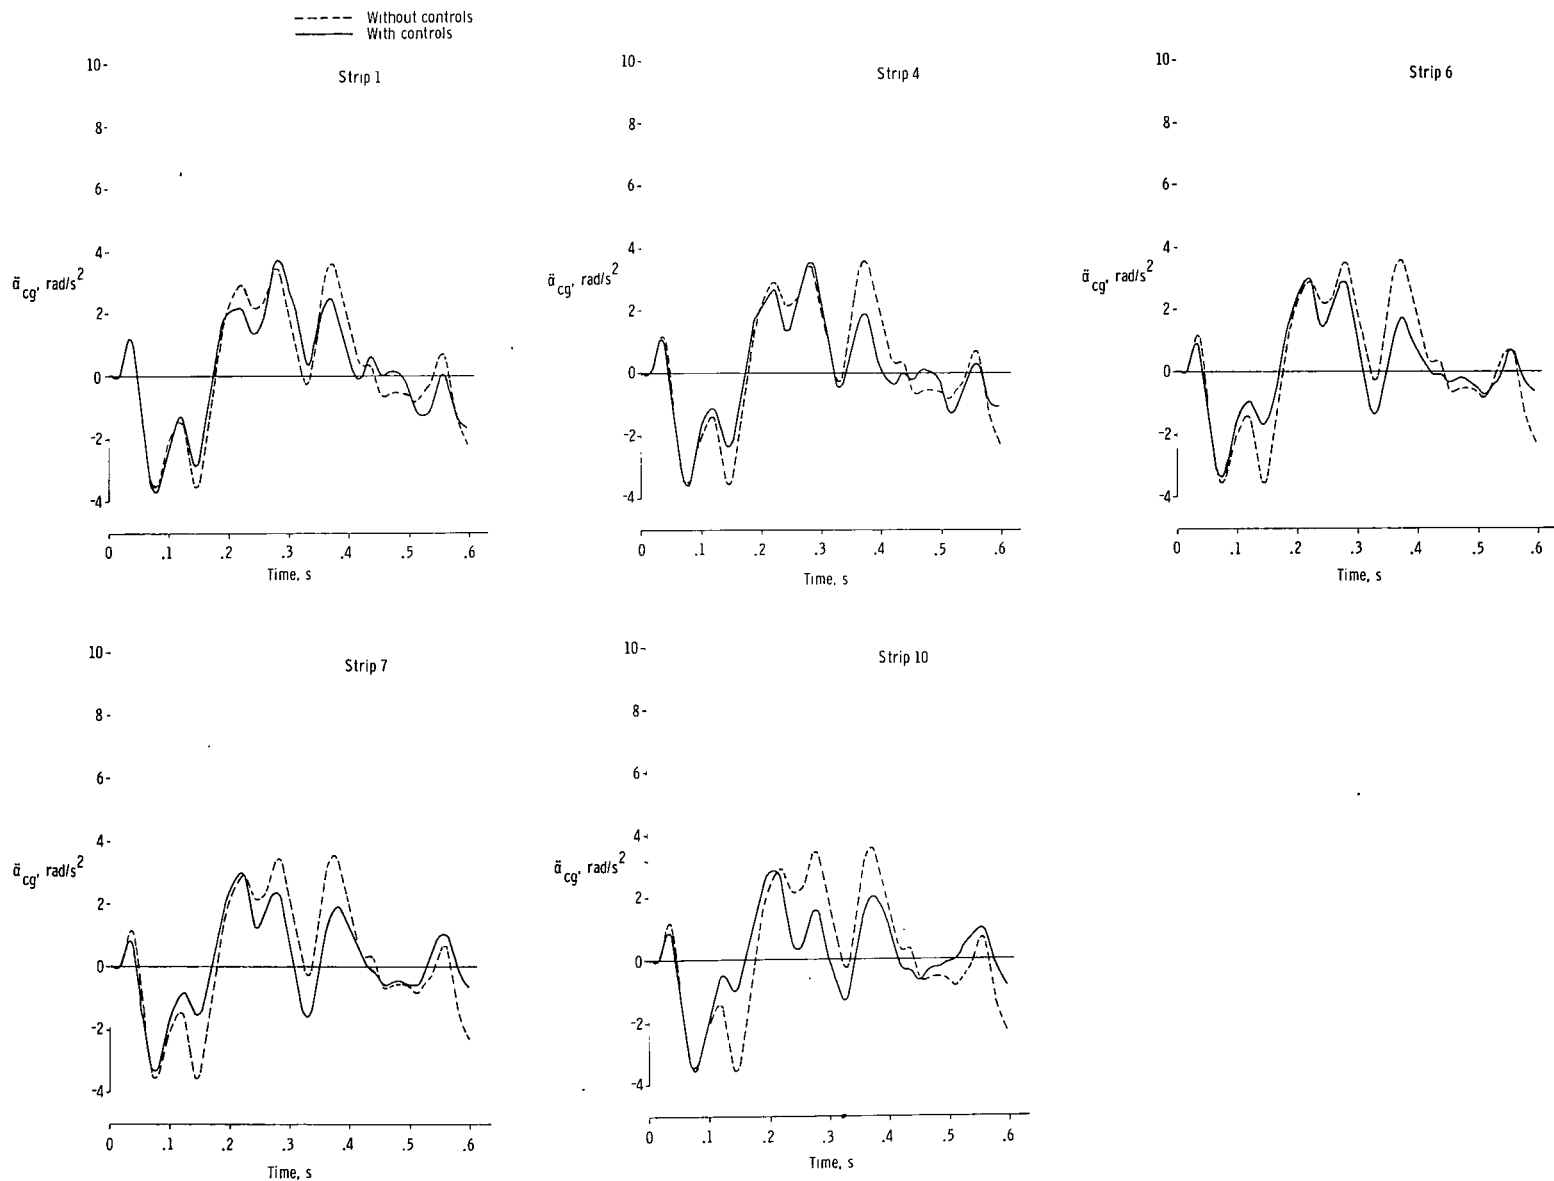 Without controls
With controls
Strip 1
10-
8-
6-
4-
2-
0
-2
-4
α̈cg, rad/s²
0 .1 .2 .3 .4 .5 .6
Time, s
Strip 4
10-
8-
6-
4-
2-
0
-2
-4
α̈cg, rad/s²
0 .1 .2 .3 .4 .5 .6
Time, s
Strip 6
10-
8-
6-
4-
2-
0
-2
-4
α̈cg, rad/s²
0 .1 .2 .3 .4 .5 .6
Time, s
Strip 7
10-
8-
6-
4-
2-
0
-2
-4
α̈cg, rad/s²
0 .1 .2 .3 .4 .5 .6
Time, s
Strip 10
10-
8-
6-
4-
2-
0
-2
-4
α̈cg, rad/s²
0 .1 .2 .3 .4 .5 .6
Time, s